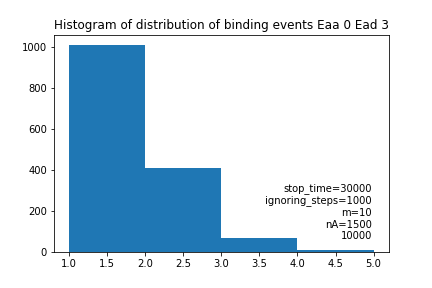 Histogram of distribution of binding events Eaa 0 Ead 3
1000
800
600
400
200
0
stop_time=30000
ignoring_steps=1000
m=10
nA=1500
10000
1.0 1.5 2.0 2.5 3.0 3.5 4.0 4.5 5.0